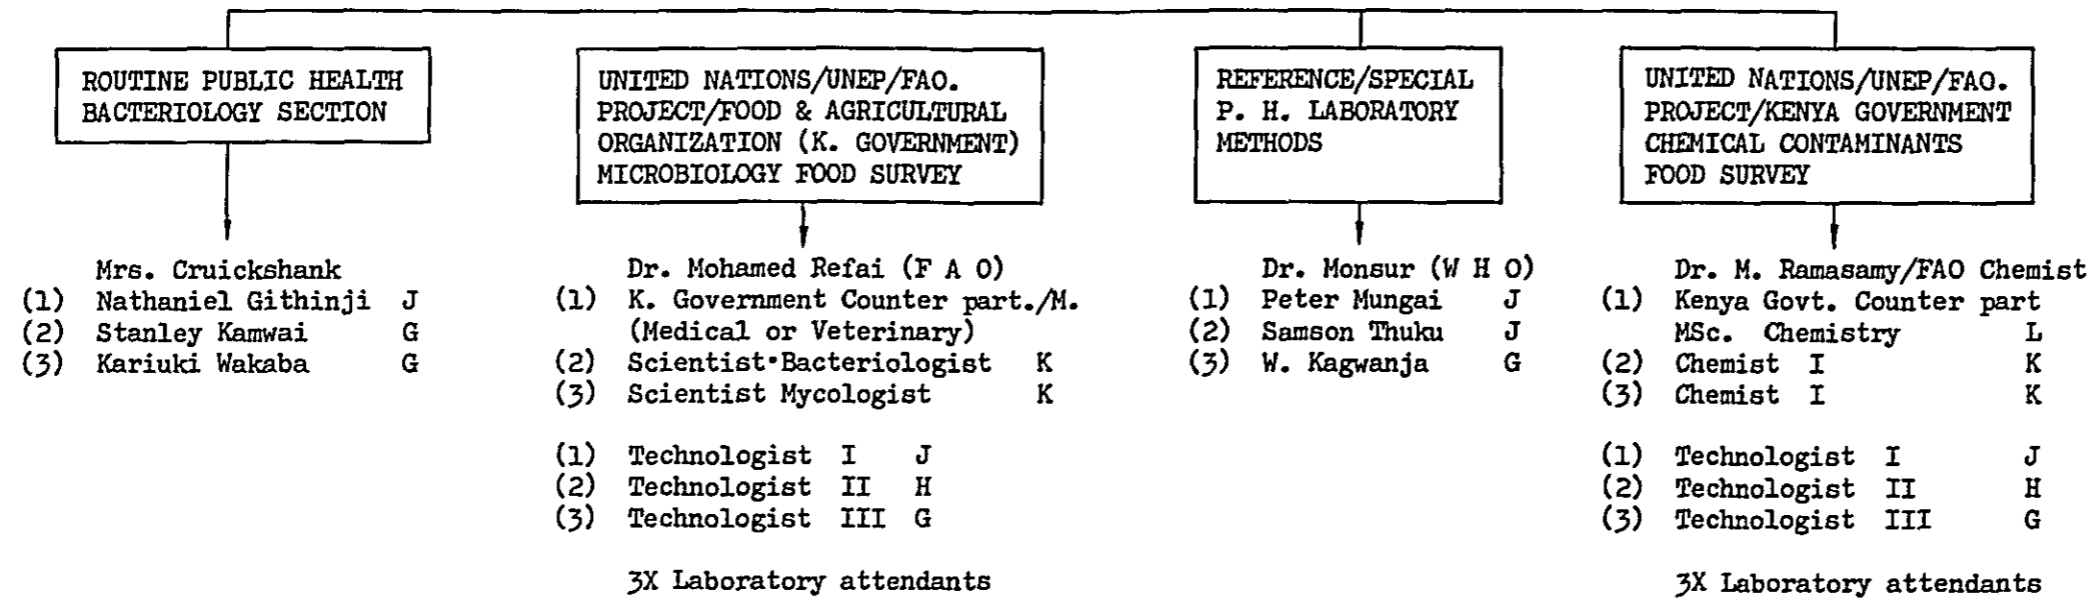 ROUTINE PUBLIC HEALTH
BACTERIOLOGY SECTION
Mrs. Cruickshank
(1) Nathaniel Githinji J
(2) Stanley Kamwai G
(3) Kariuki Wakaba G
UNITED NATIONS/UNEP/FAO.
PROJECT/FOOD & AGRICULTURAL
ORGANIZATION (K. GOVERNMENT)
MICROBIOLOGY FOOD SURVEY
Dr. Mohamed Refai (F A O)
(1) K. Government Counter part./M.
(Medical or Veterinary)
(2) Scientist·Bacteriologist K
(3) Scientist Mycologist K
(1) Technologist I J
(2) Technologist II H
(3) Technologist III G
3X Laboratory attendants
REFERENCE/SPECIAL
P. H. LABORATORY
METHODS
Dr. Monsur (W H O)
(1) Peter Mungai J
(2) Samson Thuku J
(3) W. Kagwanja G
UNITED NATIONS/UNEP/FAO.
PROJECT/KENYA GOVERNMENT
CHEMICAL CONTAMINANTS
FOOD SURVEY
Dr. M. Ramasamy/FAO Chemist
(1) Kenya Govt. Counter part
MSc. Chemistry L
(2) Chemist I K
(3) Chemist I K
(1) Technologist I J
(2) Technologist II H
(3) Technologist III G
3X Laboratory attendants